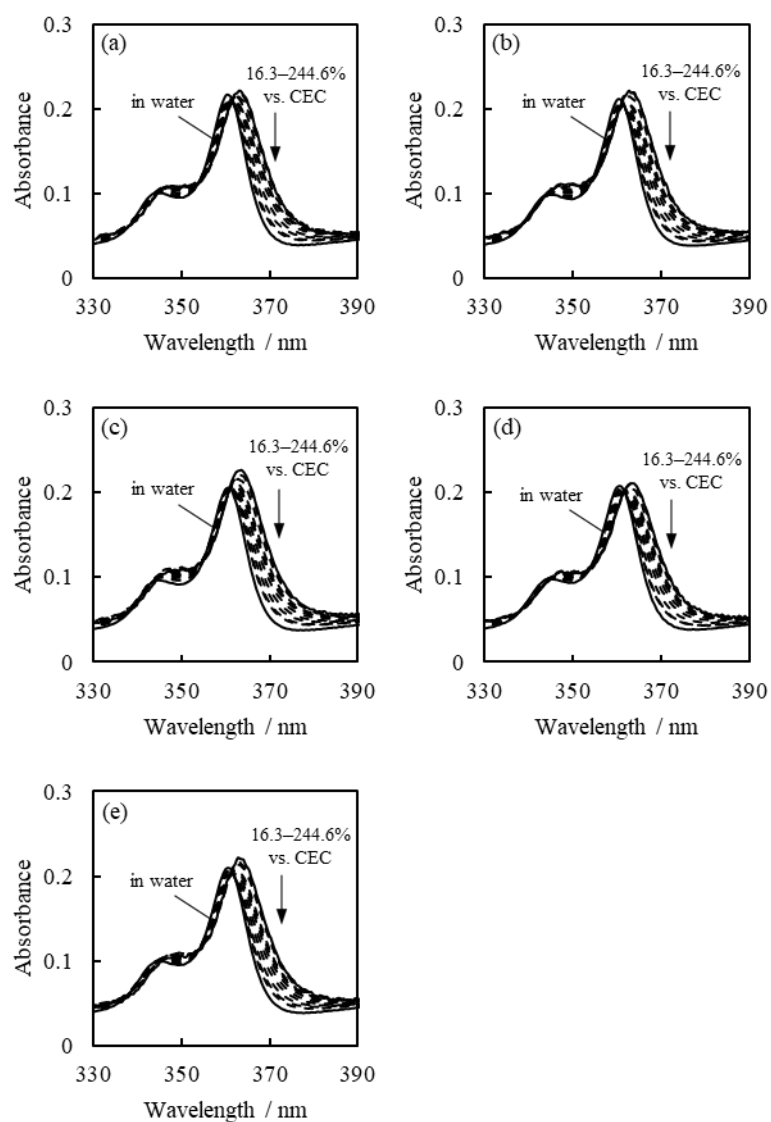 (a)
16.3–244.6%
vs. CEC
in water
0.3
0.2
0.1
0
Absorbance
330 350 370 390
Wavelength / nm
(b)
16.3–244.6%
vs. CEC
in water
0.3
0.2
0.1
0
Absorbance
330 350 370 390
Wavelength / nm
(c)
16.3–244.6%
vs. CEC
in water
0.3
0.2
0.1
0
Absorbance
330 350 370 390
Wavelength / nm
(d)
16.3–244.6%
vs. CEC
in water
0.3
0.2
0.1
0
Absorbance
330 350 370 390
Wavelength / nm
(e)
16.3–244.6%
vs. CEC
in water
0.3
0.2
0.1
0
Absorbance
330 350 370 390
Wavelength / nm